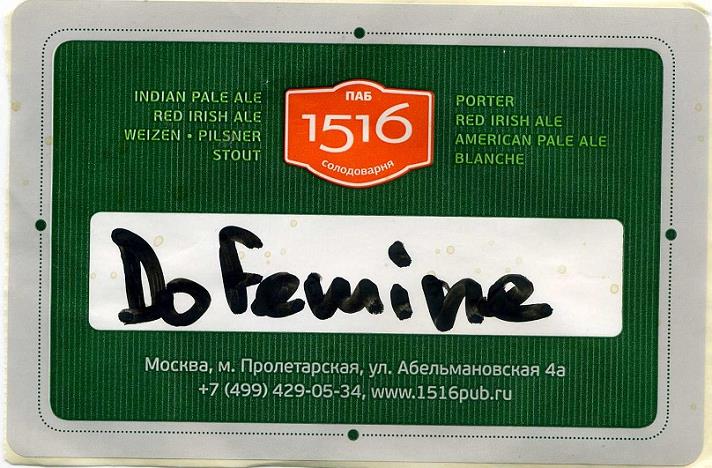 INDIAN PALE ALE
RED IRISH ALE
WEIZEN • PILSNER
STOUT
ПАБ
1516
СОЛОДОВАРНЯ
PORTER
RED IRISH ALE
AMERICAN PALE ALE
BLANCHE
Do Femine
Москва, м. Пролетарская, ул. Абельмановская 4а
+7 (499) 429-05-34, www.1516pub.ru